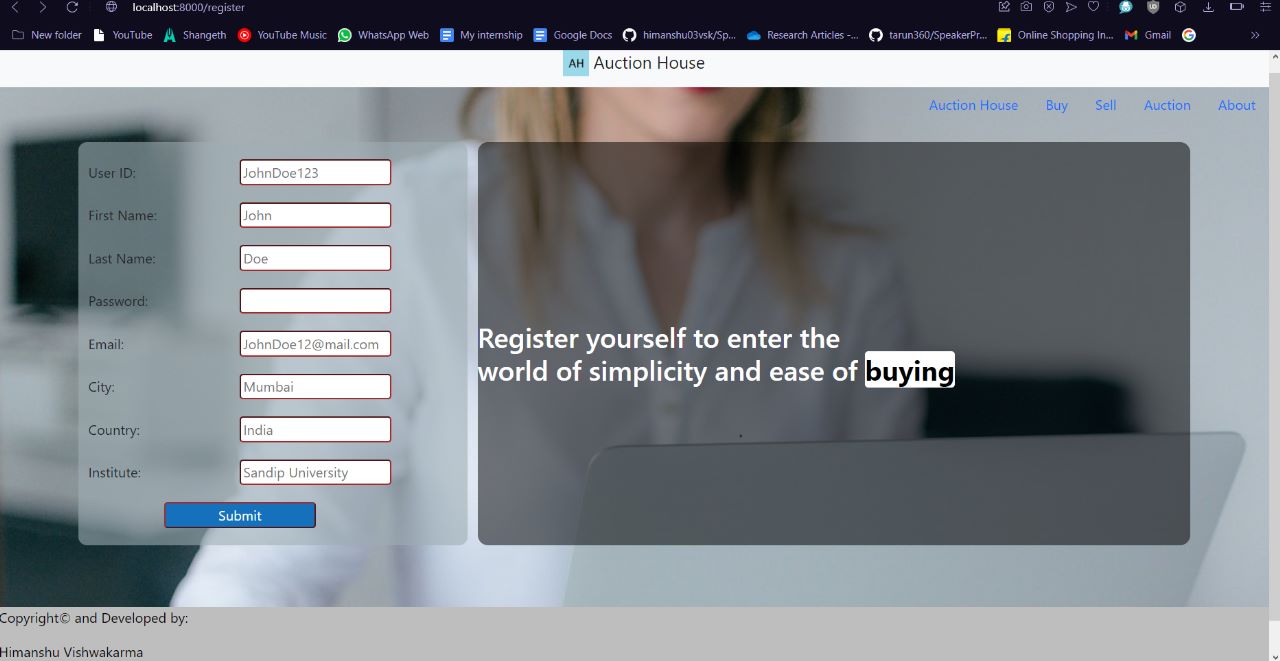 localhost:8000/register
New folder YouTube Shangeth YouTube Music WhatsApp Web My internship Google Docs himanshu03vsk/Sp... Research Articles -... tarun360/SpeakerPr... Online Shopping In... Gmail
AH Auction House
Auction House Buy Sell Auction About
User ID: JohnDoe123
First Name: John
Last Name: Doe
Password:
Email: JohnDoe12@mail.com
City: Mumbai
Country: India
Institute: Sandip University
Submit
Register yourself to enter the
world of simplicity and ease of buying
Copyright© and Developed by:
Himanshu Vishwakarma